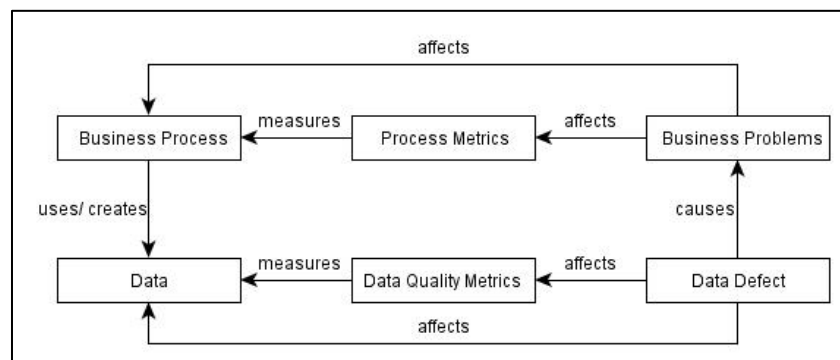 affects
measures
affects
Business Process
Process Metrics
Business Problems
uses/ creates
causes
measures
affects
Data
Data Quality Metrics
Data Defect
affects